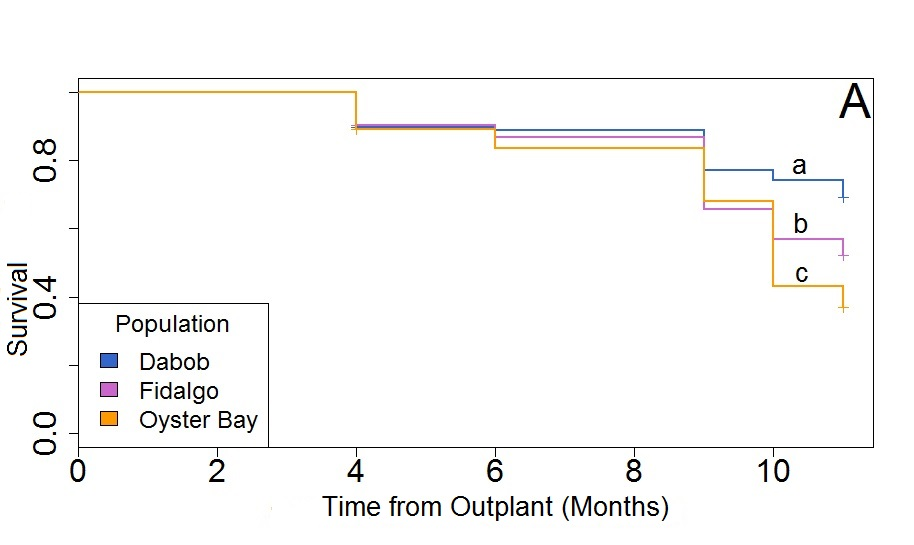 A
a
b
c
0.8
0.4
0.0
Survival
Population
Dabob
Fidalgo
Oyster Bay
0 2 4 6 8 10
Time from Outplant (Months)